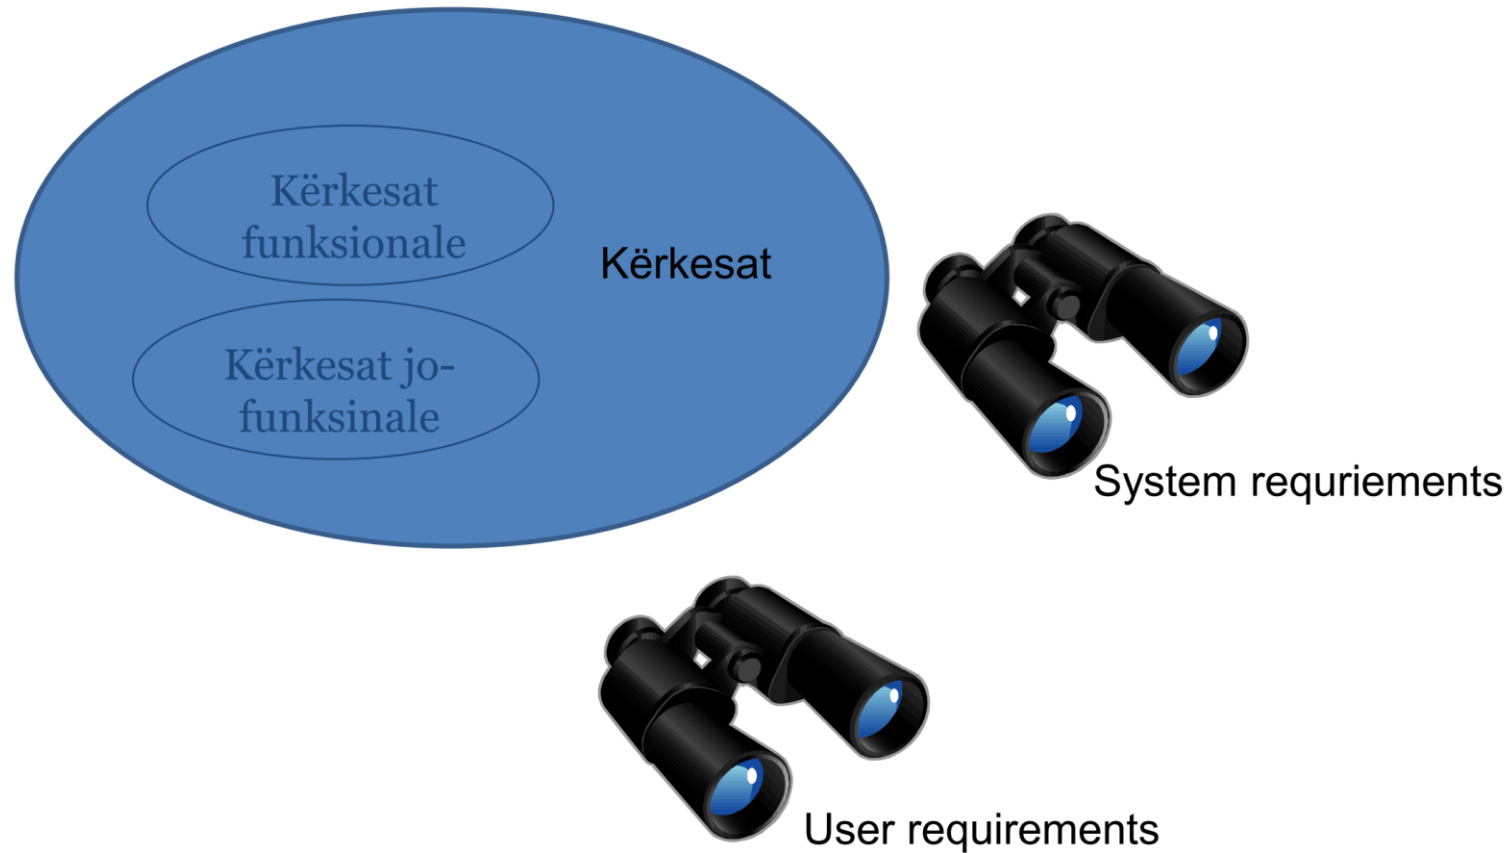 Kërkesat
funksionale
Kërkesat
Kërkesat jo-
funksinale
System requriements
User requirements